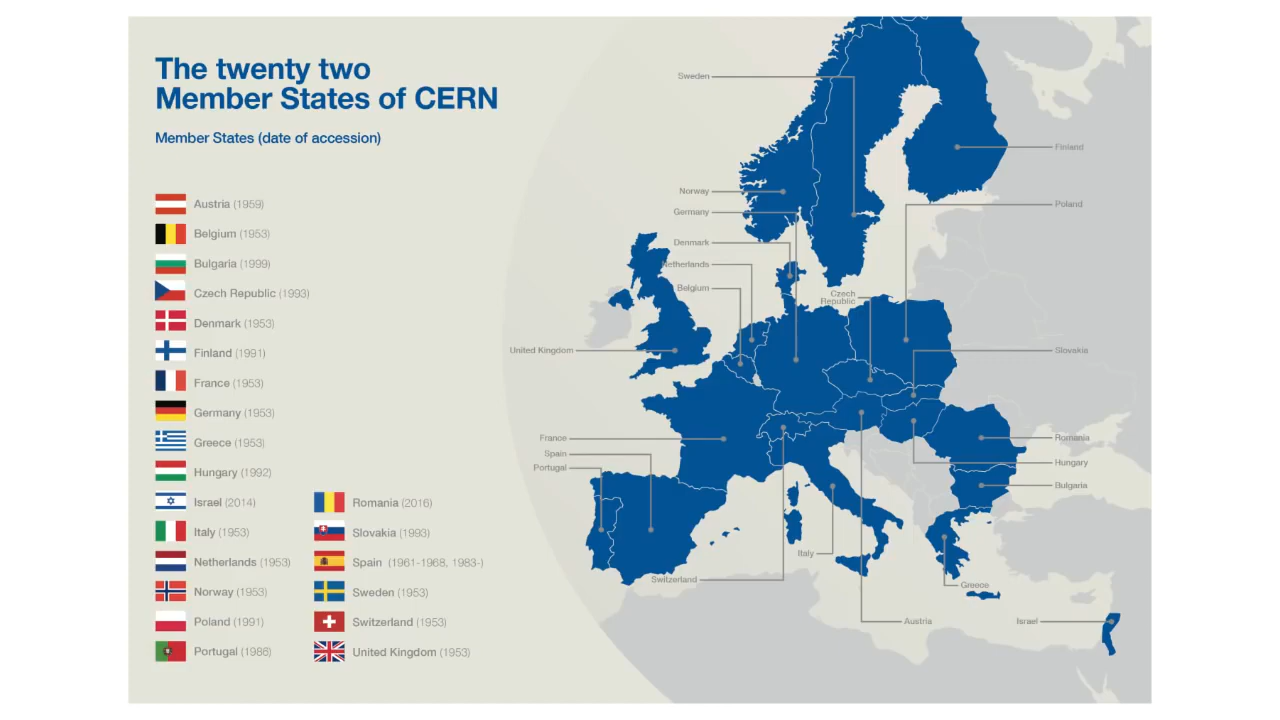 The twenty two
Member States of CERN
Member States (date of accession)
Austria (1959)
Belgium (1953)
Bulgaria (1999)
Czech Republic (1993)
Denmark (1953)
Finland (1991)
France (1953)
Germany (1953)
Greece (1953)
Hungary (1992)
Israel (2014)
Italy (1953)
Netherlands (1953)
Norway (1953)
Poland (1991)
Portugal (1986)
Romania (2016)
Slovakia (1993)
Spain (1961-1968, 1983-)
Sweden (1953)
Switzerland (1953)
United Kingdom (1953)
Sweden
Finland
Norway
Poland
Germany
Denmark
Netherlands
Belgium
Czech
Republic
United Kingdom
Slovakia
France
Romania
Spain
Hungary
Portugal
Bulgaria
Italy
Switzerland
Greece
Austria
Israel